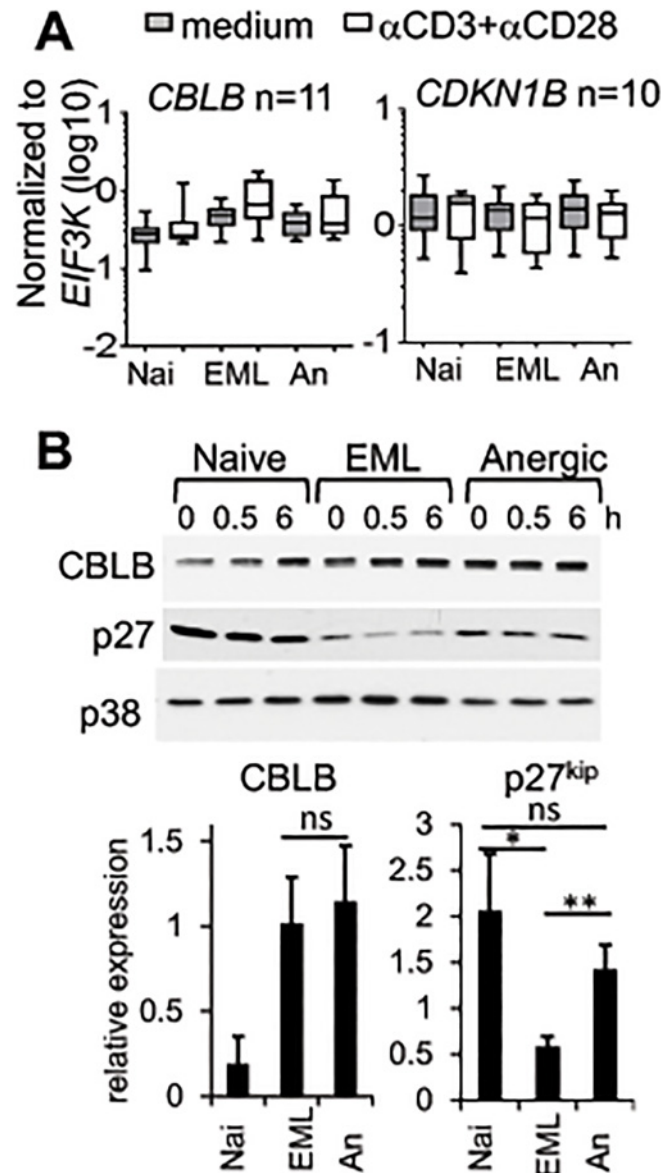 A medium αCD3+αCD28
CBLB n=11 CDKN1B n=10
Normalized to
EIF3K (log10)
1
0
-1
-2
1
0
-1
Nai EML An Nai EML An
B
Naive EML Anergic
0 0.5 6 0 0.5 6 0 0.5 6 h
CBLB
p27
p38
CBLB p27kip
relative expression
1.5
1
0.5
0
ns
Nai EML An
3
2.5
2
1.5
1
0.5
0
ns
*
**
Nai EML An